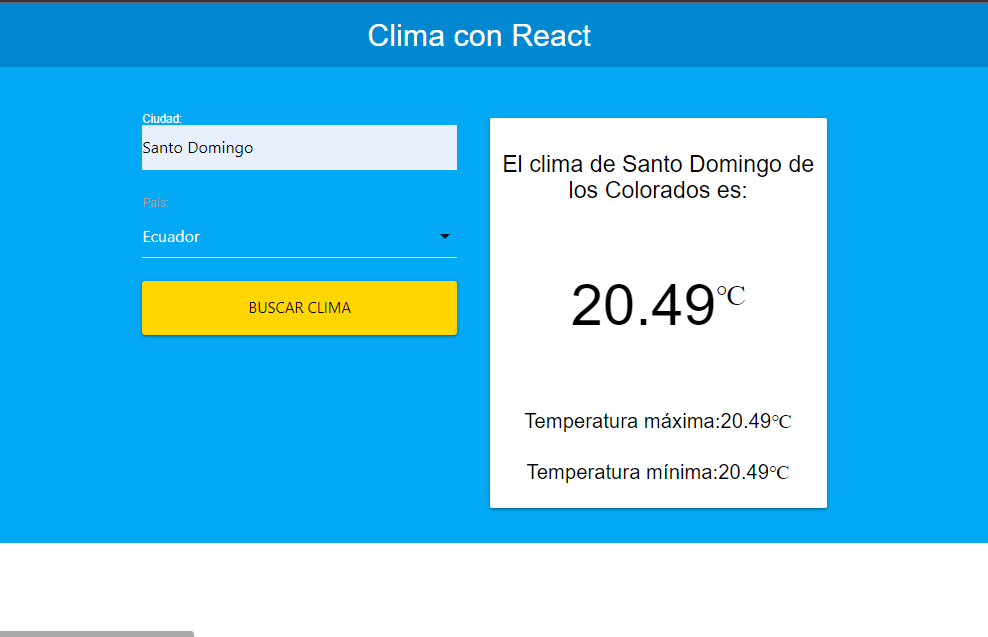 Clima con React
Ciudad:
Santo Domingo
País:
Ecuador
BUSCAR CLIMA
El clima de Santo Domingo de
los Colorados es:
20.49℃
Temperatura máxima:20.49℃
Temperatura mínima:20.49℃